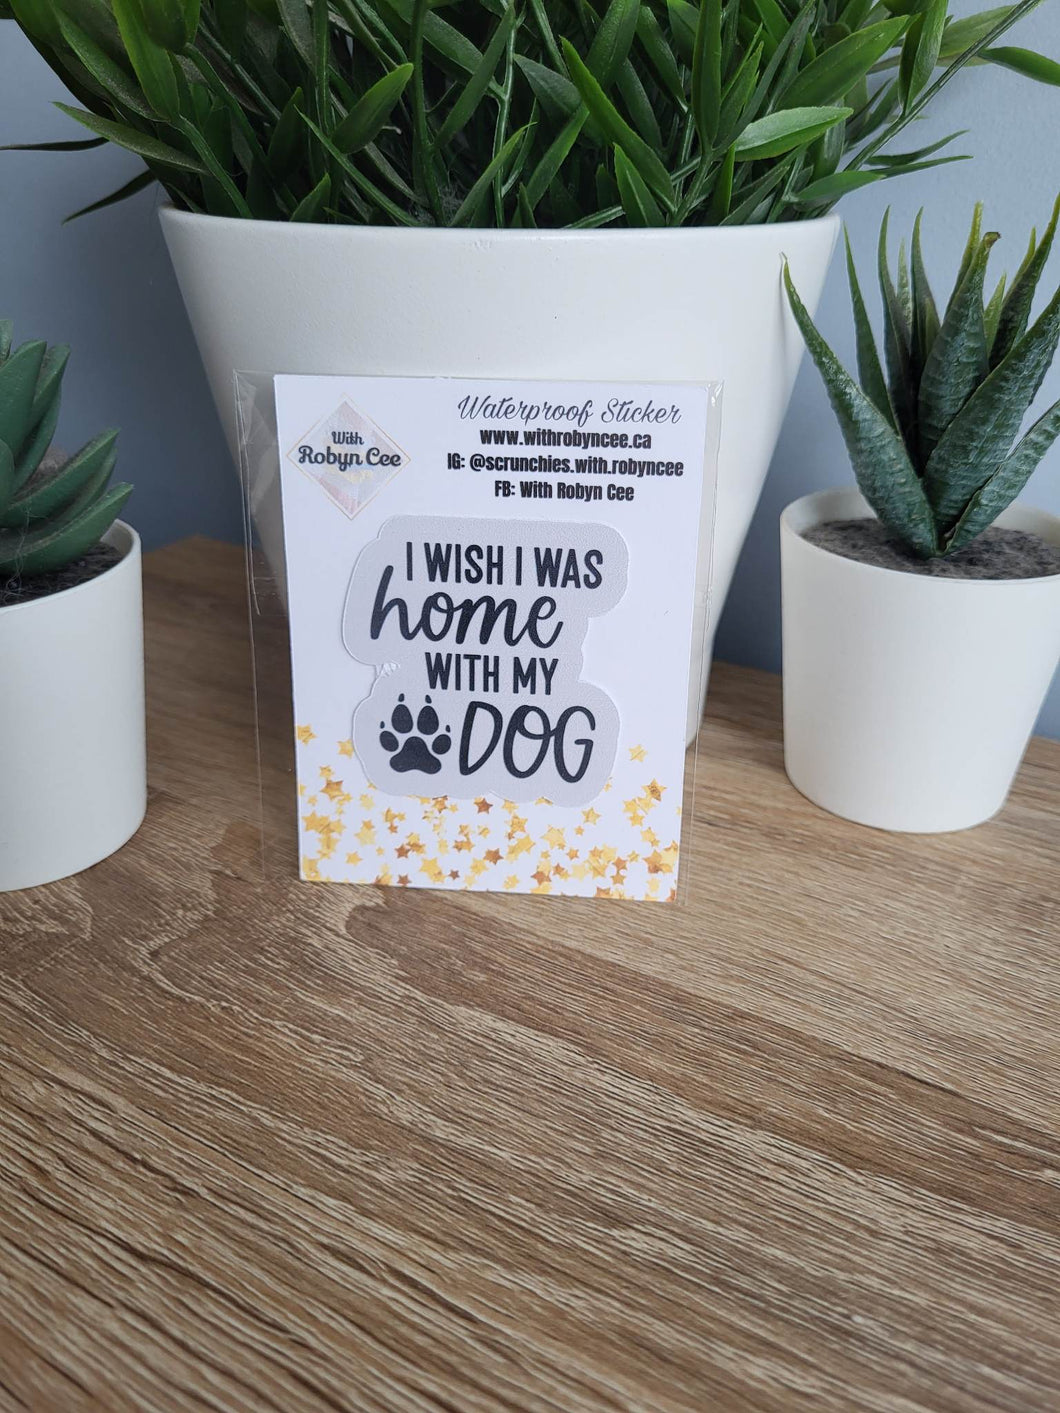 With
Robyn Cee
Waterproof Sticker
www.withrobyncee.ca
IG: @scrunchies.with.robyncee
FB: With Robyn Cee
I WISH I WAS
home
WITH MY
DOG